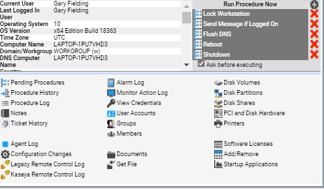 Current User Gary Fielding
Last Logged In User Gary Fielding
Operating System 10
OS Version x64 Edition Build 18363
Time Zone UTC
Computer Name LAPTOP-1PU7VHD3
Domain/Workgroup WORKGROUP (w)
DNS Computer Name LAPTOP-1PU7VHD3
Run Procedure Now
Lock Workstation
Send Message if Logged On
Flush DNS
Reboot
Shutdown
Ask before executing
Pending Procedures
Procedure History
Procedure Log
Notes
Ticket History
Agent Log
Configuration Changes
Legacy Remote Control Log
Kaseya Remote Control Log
Alarm Log
Monitor Action Log
View Credentials
User Accounts
Groups
Members
Documents
Get File
Disk Volumes
Disk Partitions
Disk Shares
PCI and Disk Hardware
Printers
Software Licenses
Add/Remove
Startup Applications